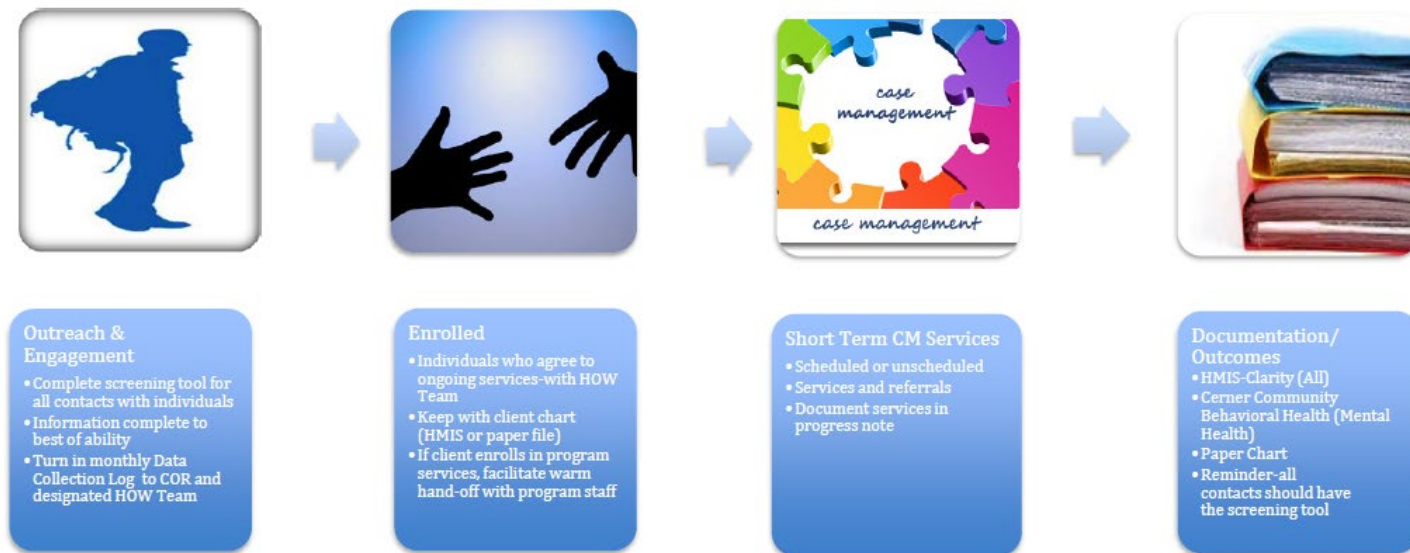 case
management
case management
Outreach &
Engagement
•Complete screening tool for
all contacts with individuals
•Information complete to
best of ability
•Turn in monthly Data
Collection Log to COR and
designated HOW Team
Enrolled
•Individuals who agree to
ongoing services-with HOW
Team
•Keep with client chart
(HMIS or paper file)
•If client enrolls in program
services, facilitate warm
hand-off with program staff
Short Term CM Services
•Scheduled or unscheduled
•Services and referrals
•Document services in
progress note
Documentation/
Outcomes
•HMIS-Clarity (All)
•Cerner Community
Behavioral Health (Mental
Health)
•Paper Chart
•Reminder-all
contacts should have
the screening tool